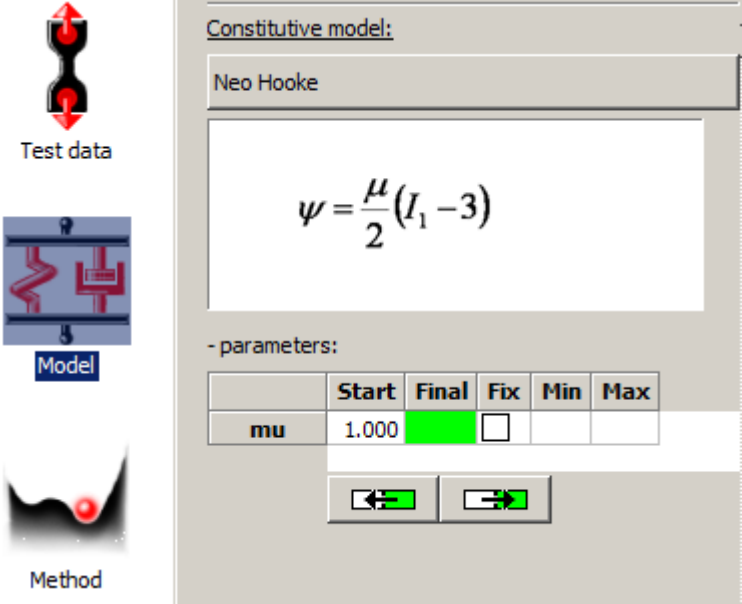 Constitutive model:
Neo Hooke
Test data
ψ = μ/2 (I₁ − 3)
Model
- parameters:
Start Final Fix Min Max
mu 1.000
Method